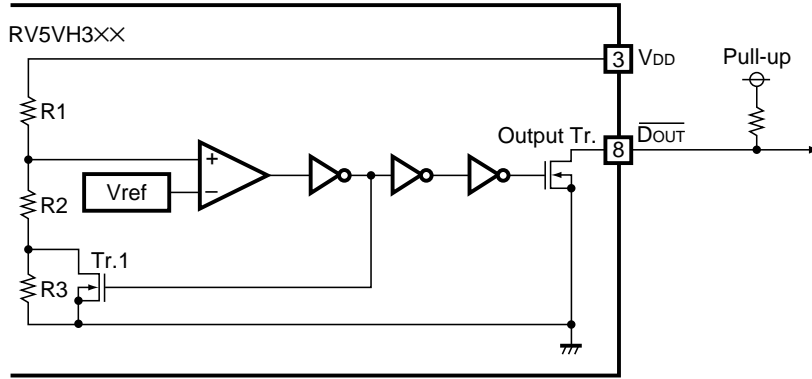 RV5VH3××
3 VDD
Pull-up
R1
Output Tr.
8 DOUT
+
−
Vref
R2
Tr.1
R3